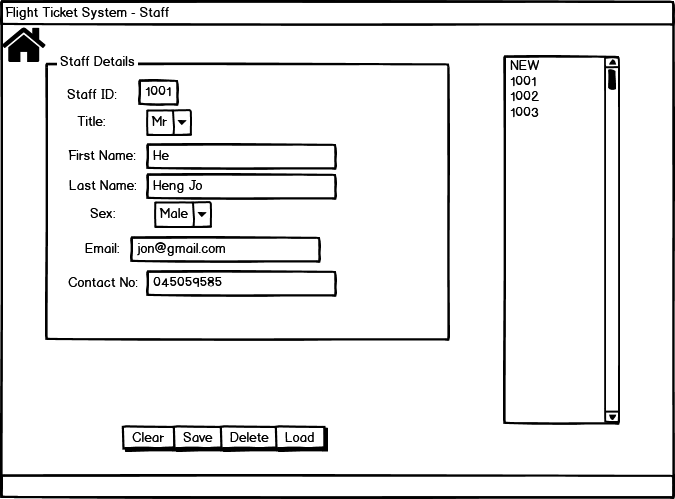 Flight Ticket System - Staff
Staff Details
Staff ID: 1001
Title: Mr
First Name: He
Last Name: Heng Jo
Sex: Male
Email: jon@gmail.com
Contact No: 045059585
NEW
1001
1002
1003
Clear Save Delete Load